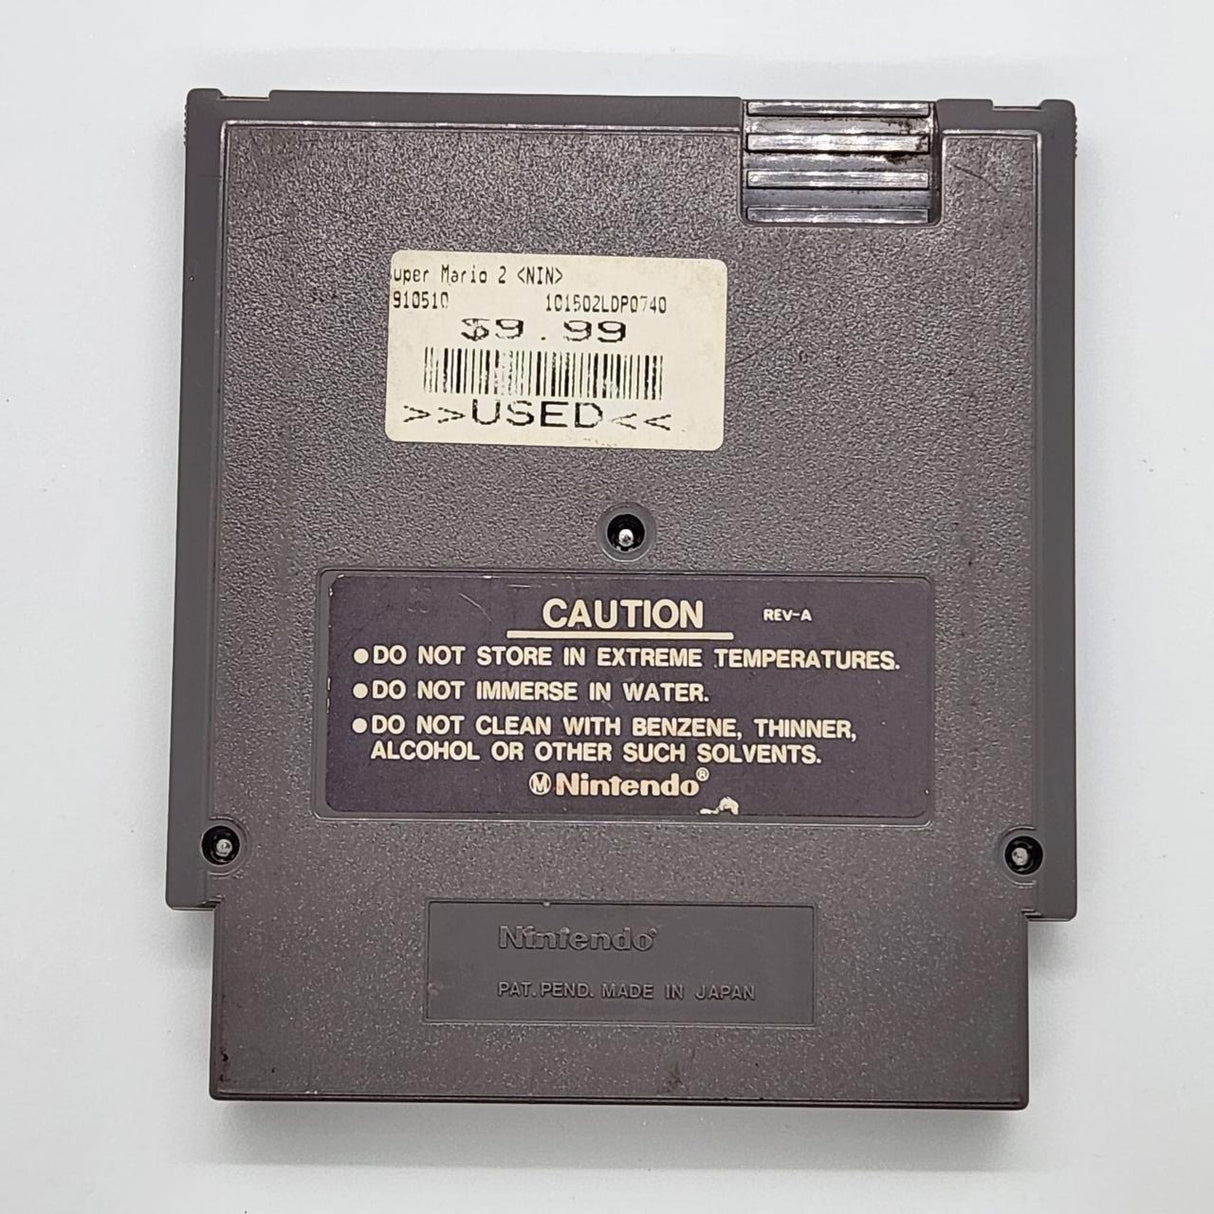 uper Mario 2 <NIN>
910510 101502LDP0740
$9.99
>>USED<<
CAUTION REV-A
●DO NOT STORE IN EXTREME TEMPERATURES.
●DO NOT IMMERSE IN WATER.
●DO NOT CLEAN WITH BENZENE, THINNER,
ALCOHOL OR OTHER SUCH SOLVENTS.
Ⓜ Nintendo®
Nintendo®
PAT. PEND. MADE IN JAPAN